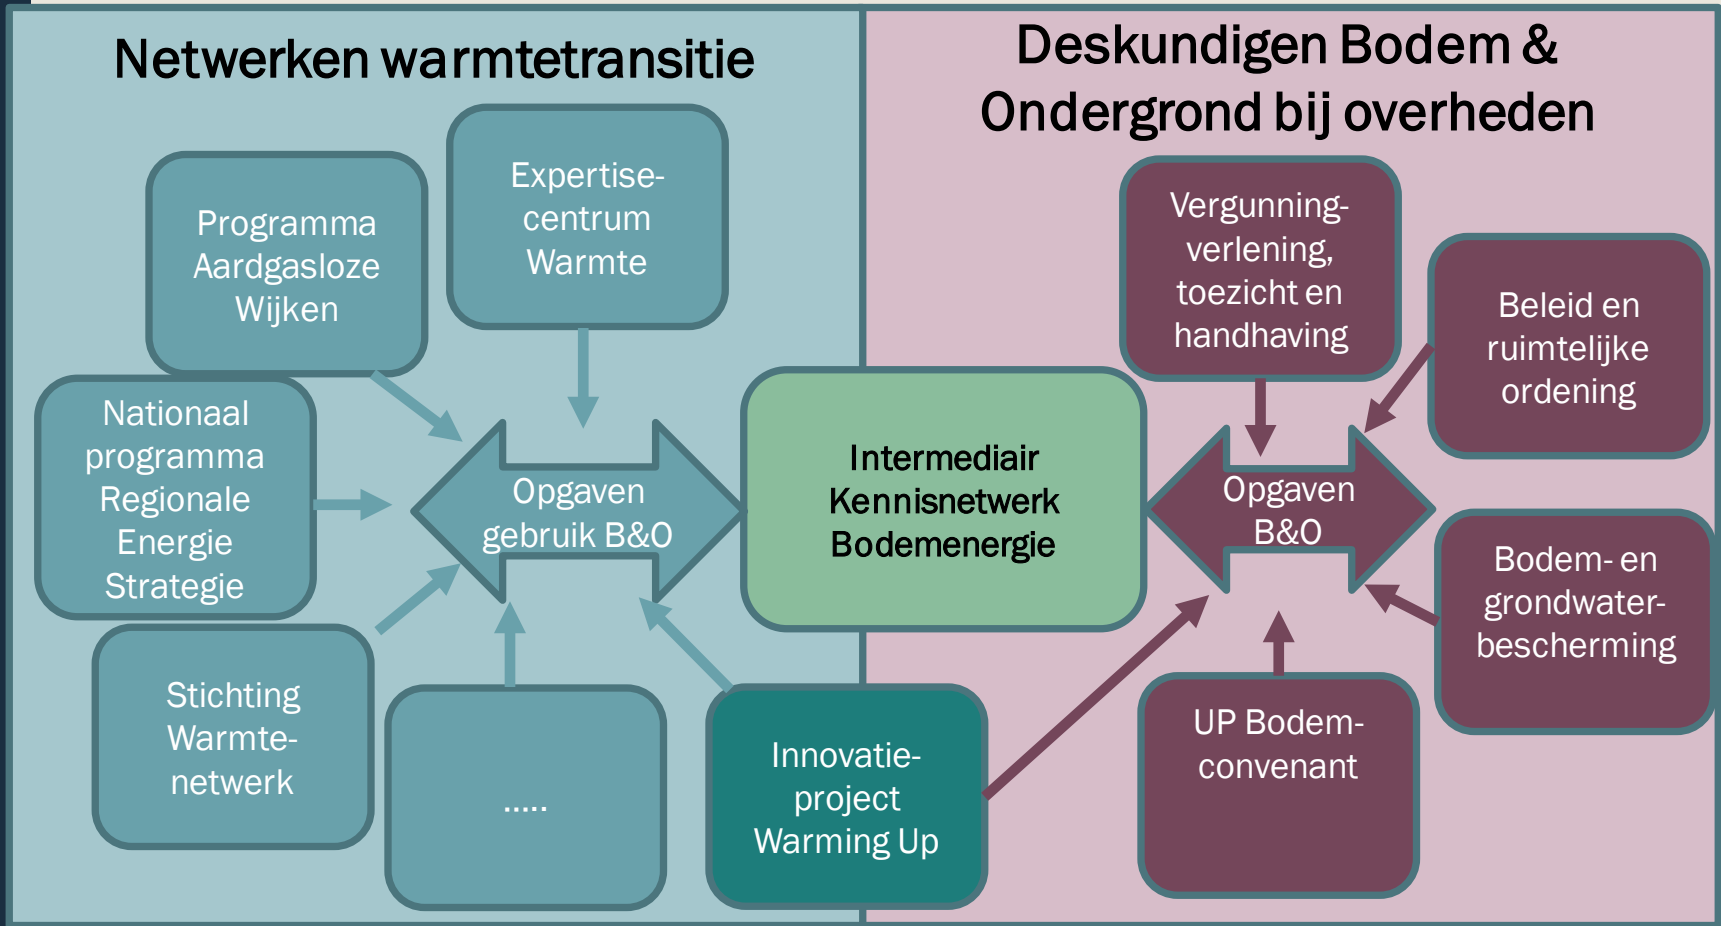 Netwerken warmtetransitie
Expertise-
centrum
Warmte
Programma
Aardgasloze
Wijken
Nationaal
programma
Regionale
Energie
Strategie
Opgaven
gebruik B&O
Stichting
Warmte-
netwerk
.....
Innovatie-
project
Warming Up
Intermediair
Kennisnetwerk
Bodemenergie
Deskundigen Bodem &
Ondergrond bij overheden
Vergunning-
verlening,
toezicht en
handhaving
Beleid en
ruimtelijke
ordening
Opgaven
B&O
Bodem- en
grondwater-
bescherming
UP Bodem-
convenant